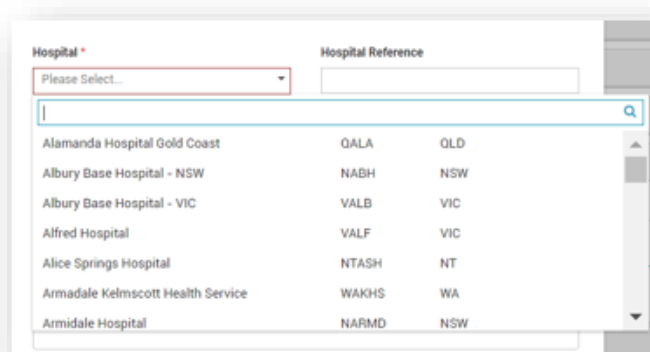 Hospital * Hospital Reference
Please Select...
Alamanda Hospital Gold Coast QALA QLD
Albury Base Hospital - NSW NABH NSW
Albury Base Hospital - VIC VALB VIC
Alfred Hospital VALF VIC
Alice Springs Hospital NTASH NT
Armadale Kelmscott Health Service WAKHS WA
Armidale Hospital NARMD NSW